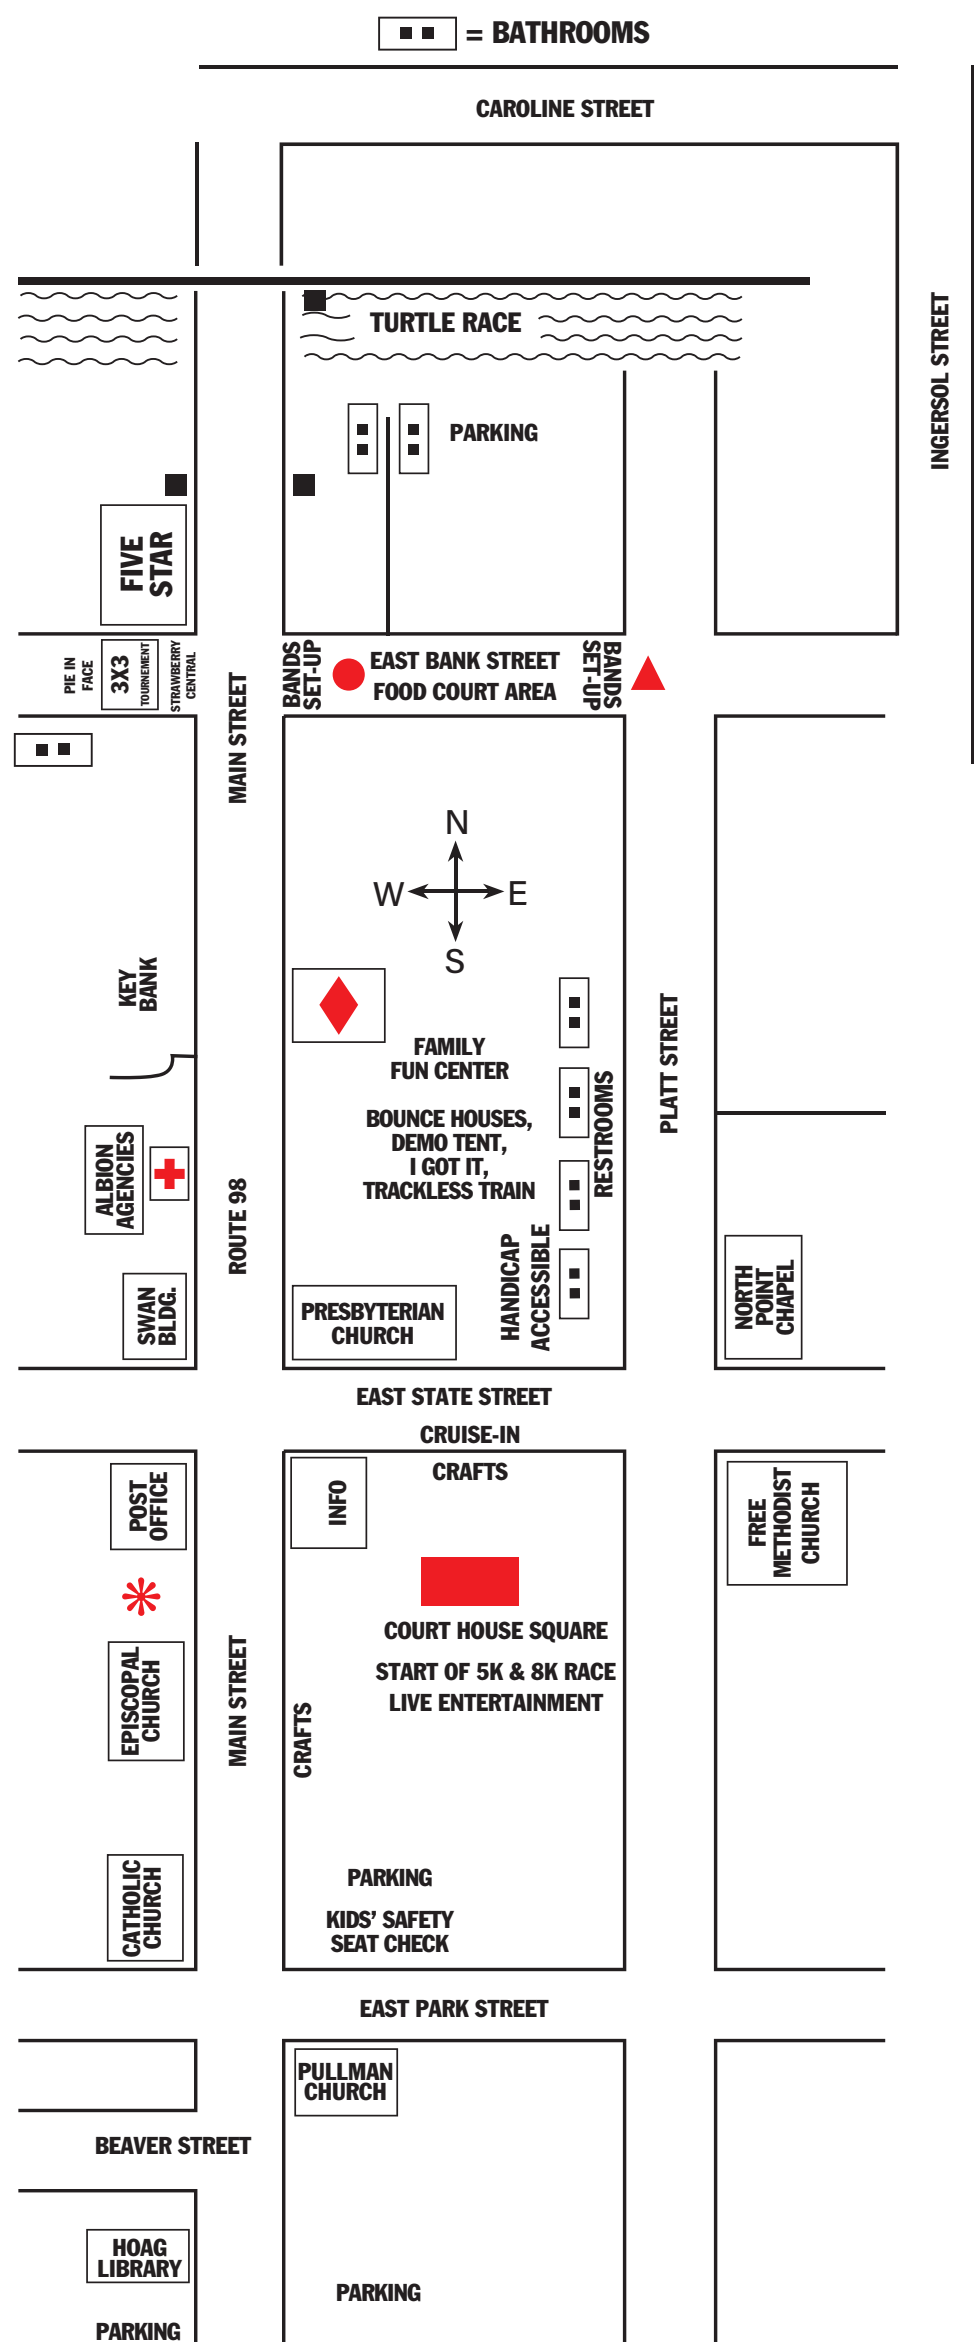 = BATHROOMS
CAROLINE STREET
INGERSOL STREET
TURTLE RACE
PARKING
FIVE
STAR
PIE IN
FACE
3X3
TOURNEMENT
STRAWBERRY
CENTRAL
MAIN STREET
BANDS
SET-UP
EAST BANK STREET
FOOD COURT AREA
BANDS
SET-UP
N
W
E
S
KEY
BANK
FAMILY
FUN CENTER
BOUNCE HOUSES,
DEMO TENT,
I GOT IT,
TRACKLESS TRAIN
RESTROOMS
PLATT STREET
ALBION
AGENCIES
ROUTE 98
HANDICAP
ACCESSIBLE
SWAN
BLDG.
PRESBYTERIAN
CHURCH
NORTH
POINT
CHAPEL
EAST STATE STREET
CRUISE-IN
CRAFTS
POST
OFFICE
INFO
FREE
METHODIST
CHURCH
COURT HOUSE SQUARE
START OF 5K & 8K RACE
LIVE ENTERTAINMENT
EPISCOPAL
CHURCH
MAIN STREET
CRAFTS
CATHOLIC
CHURCH
PARKING
KIDS' SAFETY
SEAT CHECK
EAST PARK STREET
PULLMAN
CHURCH
BEAVER STREET
HOAG
LIBRARY
PARKING
PARKING